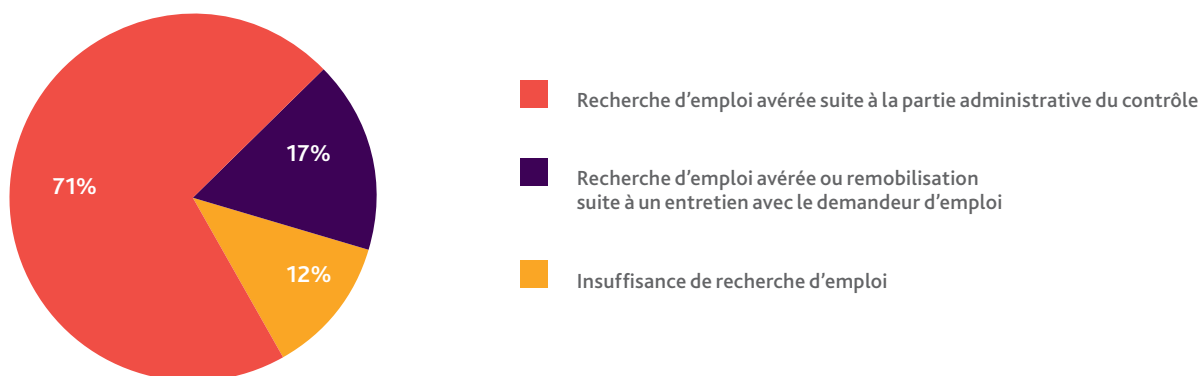 71%
17%
12%
Recherche d'emploi avérée suite à la partie administrative du contrôle
Recherche d'emploi avérée ou remobilisation
suite à un entretien avec le demandeur d'emploi
Insuffisance de recherche d'emploi